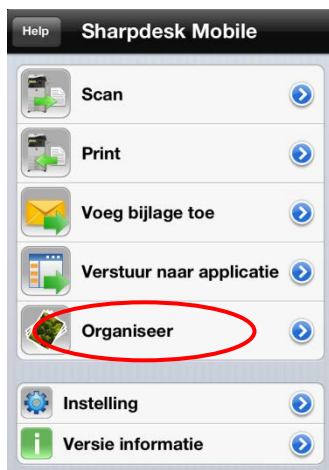 Help
Sharpdesk Mobile
Scan
Print
Voeg bijlage toe
Verstuur naar applicatie
Organiseer
Instelling
Versie informatie